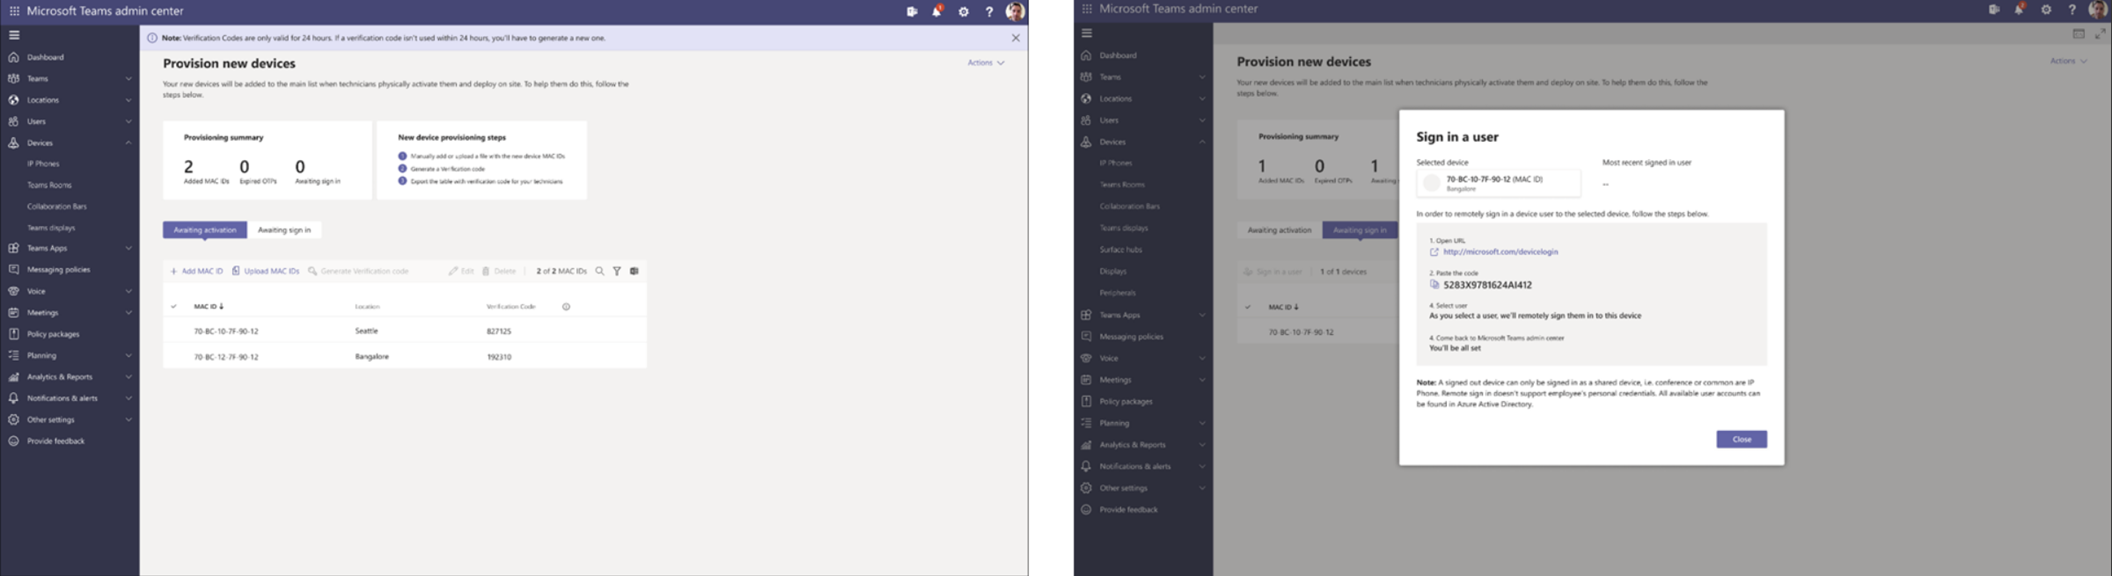 Microsoft Teams admin center
Note: Verification Codes are only valid for 24 hours. If a verification code isn't used within 24 hours, you'll have to generate a new one.
Dashboard
Teams
Locations
Users
Devices
IP Phones
Teams Rooms
Collaboration Bars
Teams displays
Teams Apps
Messaging policies
Voice
Meetings
Policy packages
Planning
Analytics & Reports
Notifications & alerts
Other settings
Provide feedback
Provision new devices
Actions
Your new devices will be added to the main list when technicians physically activate them and deploy on site. To help them do this, follow the
steps below.
Provisioning summary
2 0 0
Added MAC IDs Expired OTPs Awaiting sign in
New device provisioning steps
1 Manually add or upload a file with the new device MAC IDs
2 Generate a Verification code
3 Export the table with verification code for your technicians
Awaiting activation Awaiting sign in
+ Add MAC ID Upload MAC IDs Generate Verification code Edit Delete 2 of 2 MAC IDs
MAC ID ↓ Location Verification Code
70-BC-10-7F-90-12 Seattle 827125
70-BC-12-7F-90-12 Bangalore 192310
Microsoft Teams admin center
Dashboard
Teams
Locations
Users
Devices
IP Phones
Teams Rooms
Collaboration Bars
Teams displays
Surface hubs
Displays
Peripherals
Teams Apps
Messaging policies
Voice
Meetings
Policy packages
Planning
Analytics & Reports
Notifications & alerts
Other settings
Provide feedback
Provision new devices
Actions
Your new devices will be added to the main list when technicians physically activate them and deploy on site. To help them do this, follow the
steps below.
Provisioning summary
1 0 1
Added MAC IDs Expired OTPs Awaiting
Awaiting activation Awaiting sign in
Sign in a user 1 of 1 devices
MAC ID ↓
70-BC-10-7F-90-12
Sign in a user
Selected device Most recent signed in user
70-BC-10-7F-90-12 (MAC ID)
Bangalore
--
In order to remotely sign in a device user to the selected device, follow the steps below.
1. Open URL
http://microsoft.com/devicelogin
2. Paste the code
5283X9781624AI412
4. Select user
As you select a user, we'll remotely sign them in to this device
4. Come back to Microsoft Teams admin center
You'll be all set
Note: A signed out device can only be signed in as a shared device, i.e. conference or common are IP
Phone. Remote sign in doesn't support employee's personal credentials. All available user accounts can
be found in Azure Active Directory.
Close